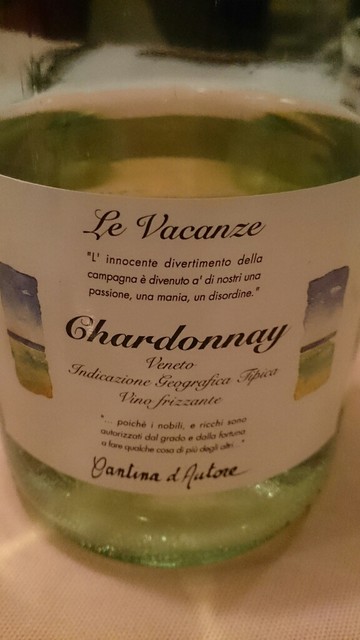 Le Vacanze
"L' innocente divertimento della
campagna è divenuto a' di nostri una
passione, una mania, un disordine."
Chardonnay
Veneto
Indicazione Geografica Tipica
Vino frizzante
"... poichè i nobili, e ricchi sono
autorizzati dal grado e dalla fortuna
a fare qualche cosa di più degli altri..."
Cantina d'Autore